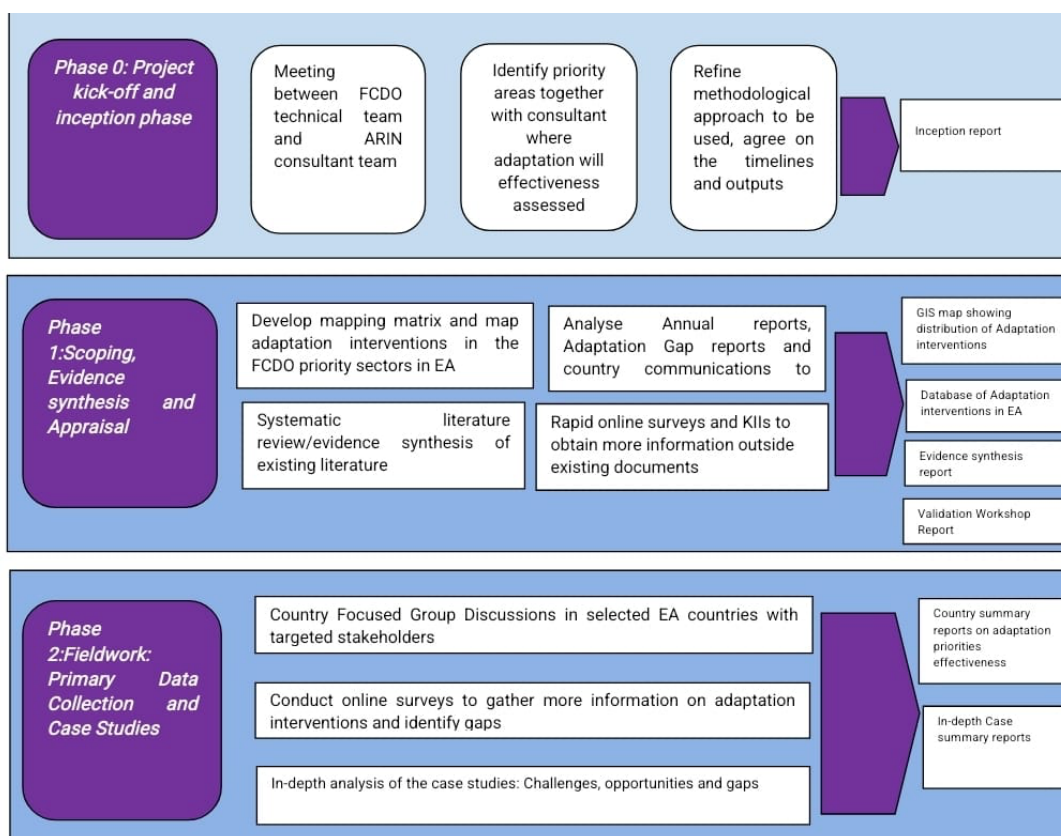 Phase 0: Project
kick-off and
inception phase
Meeting
between FCDO
technical team
and ARIN
consultant team
Identify priority
areas together
with consultant
where
adaptation will
effectiveness
assessed
Refine
methodological
approach to be
used, agree on
the timelines
and outputs
Inception report
Phase
1:Scoping,
Evidence
synthesis and
Appraisal
Develop mapping matrix and map
adaptation interventions in the
FCDO priority sectors in EA
Analyse Annual reports,
Adaptation Gap reports and
country communications to
Systematic literature
review/evidence synthesis of
existing literature
Rapid online surveys and KIIs to
obtain more information outside
existing documents
GIS map showing
distribution of Adaptation
interventions
Database of Adaptation
interventions in EA
Evidence synthesis
report
Validation Workshop
Report
Phase
2:Fieldwork:
Primary Data
Collection and
Case Studies
Country Focused Group Discussions in selected EA countries with
targeted stakeholders
Conduct online surveys to gather more information on adaptation
interventions and identify gaps
In-depth analysis of the case studies: Challenges, opportunities and gaps
Country summary
reports on adaptation
priorities
effectiveness
In-depth Case
summary reports